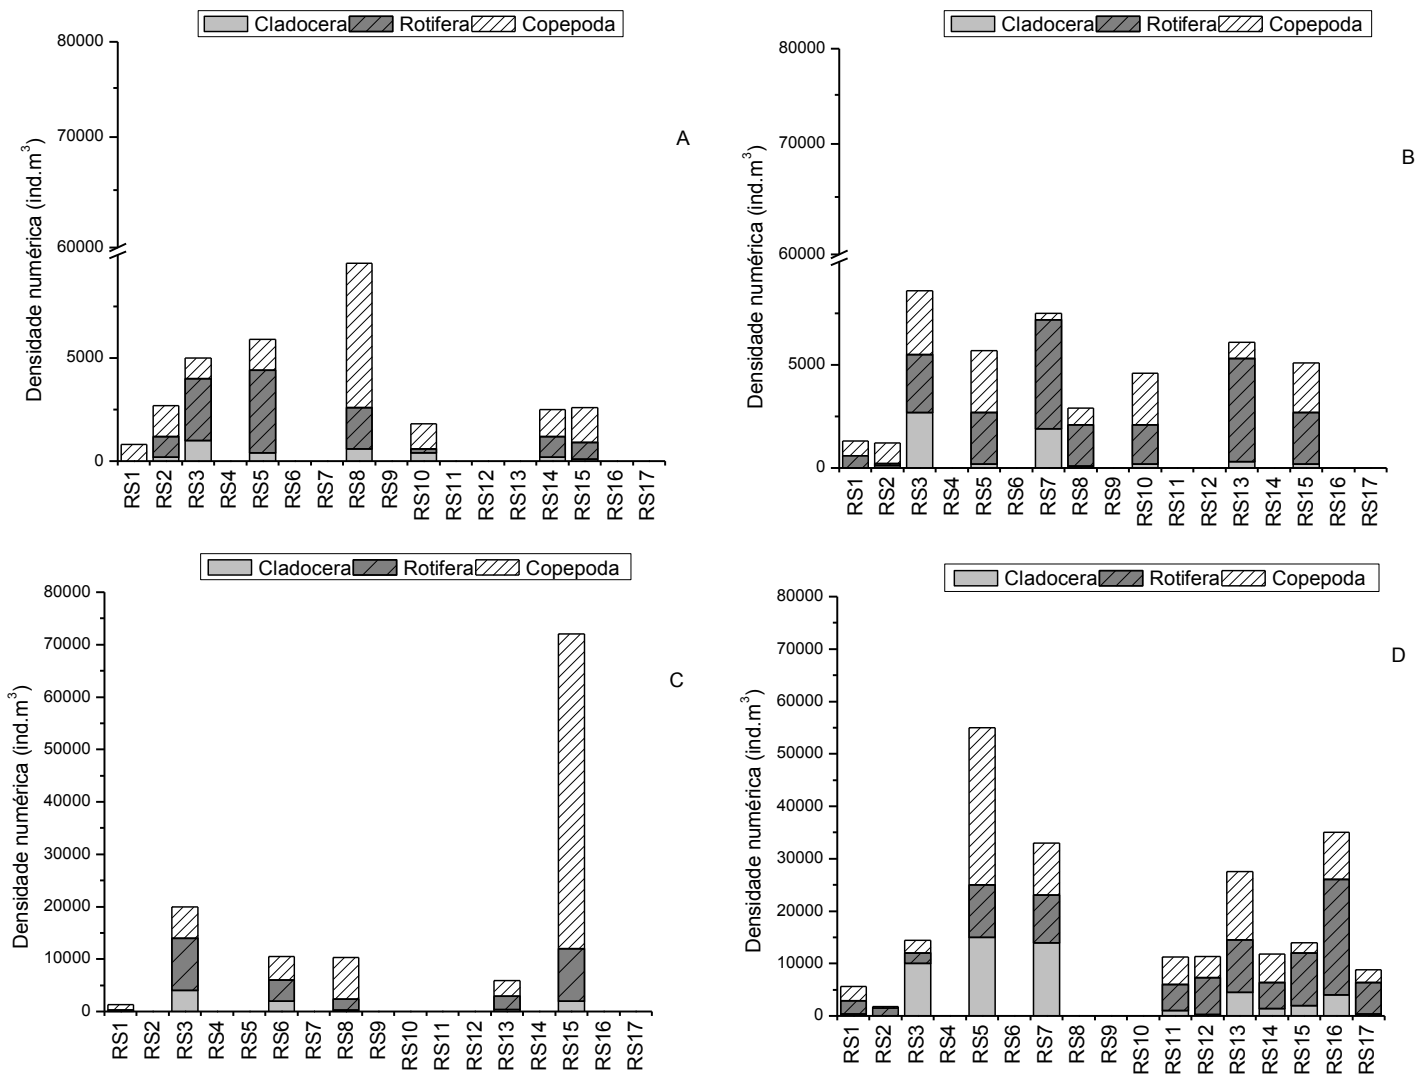 Cladocera Rotifera Copepoda
A
Densidade numérica (ind.m³)
80000
70000
60000
5000
0
RS1 RS2 RS3 RS4 RS5 RS6 RS7 RS8 RS9 RS10 RS11 RS12 RS13 RS14 RS15 RS16 RS17
Cladocera Rotifera Copepoda
B
Densidade numérica (ind.m³)
80000
70000
60000
5000
0
RS1 RS2 RS3 RS4 RS5 RS6 RS7 RS8 RS9 RS10 RS11 RS12 RS13 RS14 RS15 RS16 RS17
Cladocera Rotifera Copepoda
C
Densidade numérica (ind.m³)
80000
70000
60000
50000
40000
30000
20000
10000
0
RS1 RS2 RS3 RS4 RS5 RS6 RS7 RS8 RS9 RS10 RS11 RS12 RS13 RS14 RS15 RS16 RS17
Cladocera Rotifera Copepoda
D
Densidade numérica (ind.m³)
80000
70000
60000
50000
40000
30000
20000
10000
0
RS1 RS2 RS3 RS4 RS5 RS6 RS7 RS8 RS9 RS10 RS11 RS12 RS13 RS14 RS15 RS16 RS17